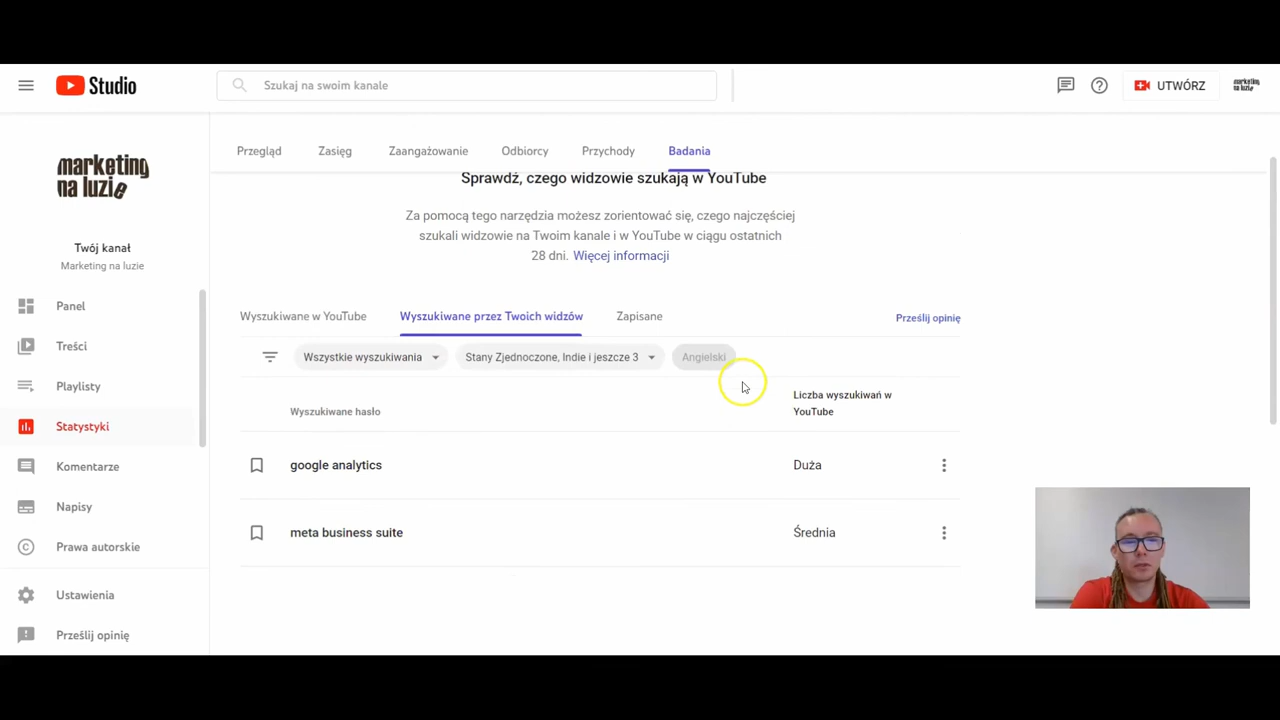 Studio
Szukaj na swoim kanale
UTWÓRZ
marketing
na luzie
marketing
na luzie
Twój kanał
Marketing na luzie
Panel
Treści
Playlisty
Statystyki
Komentarze
Napisy
Prawa autorskie
Ustawienia
Prześlij opinię
Przegląd Zasięg Zaangażowanie Odbiorcy Przychody Badania
Sprawdź, czego widzowie szukają w YouTube
Za pomocą tego narzędzia możesz zorientować się, czego najczęściej
szukali widzowie na Twoim kanale i w YouTube w ciągu ostatnich
28 dni. Więcej informacji
Wyszukiwane w YouTube Wyszukiwane przez Twoich widzów Zapisane Prześlij opinię
Wszystkie wyszukiwania Stany Zjednoczone, Indie i jeszcze 3 Angielski
Wyszukiwane hasło
Liczba wyszukiwań w
YouTube
google analytics Duża
meta business suite Średnia